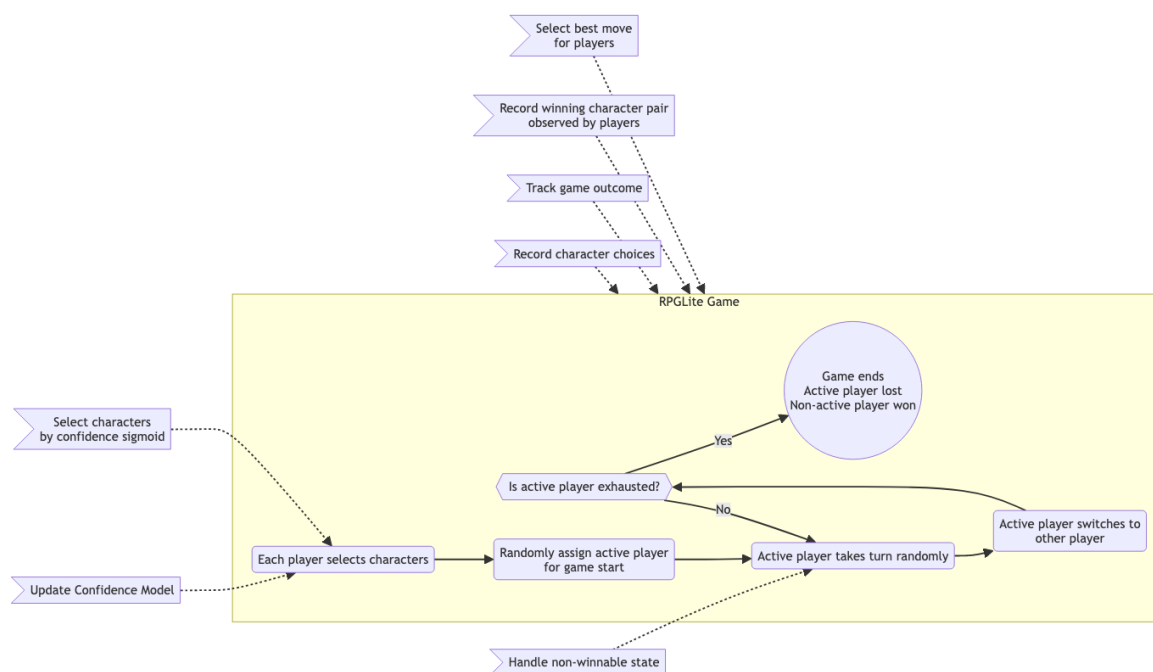 Select best move
for players
Record winning character pair
observed by players
Track game outcome
Record character choices
RPGLite Game
Game ends
Active player lost
Non-active player won
Select characters
by confidence sigmoid
Yes
Is active player exhausted?
No
Active player switches to
other player
Each player selects characters
Randomly assign active player
for game start
Active player takes turn randomly
Update Confidence Model
Handle non-winnable state